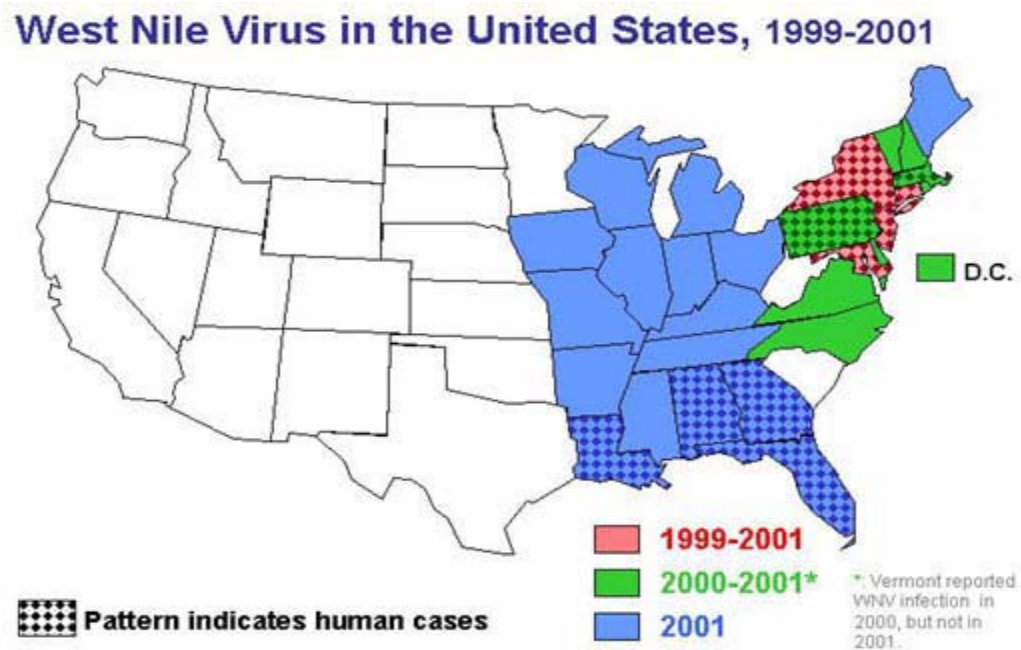 West Nile Virus in the United States, 1999-2001
D.C.
1999-2001
2000-2001*
2001
*: Vermont reported
WNV infection in
2000, but not in
2001.
Pattern indicates human cases